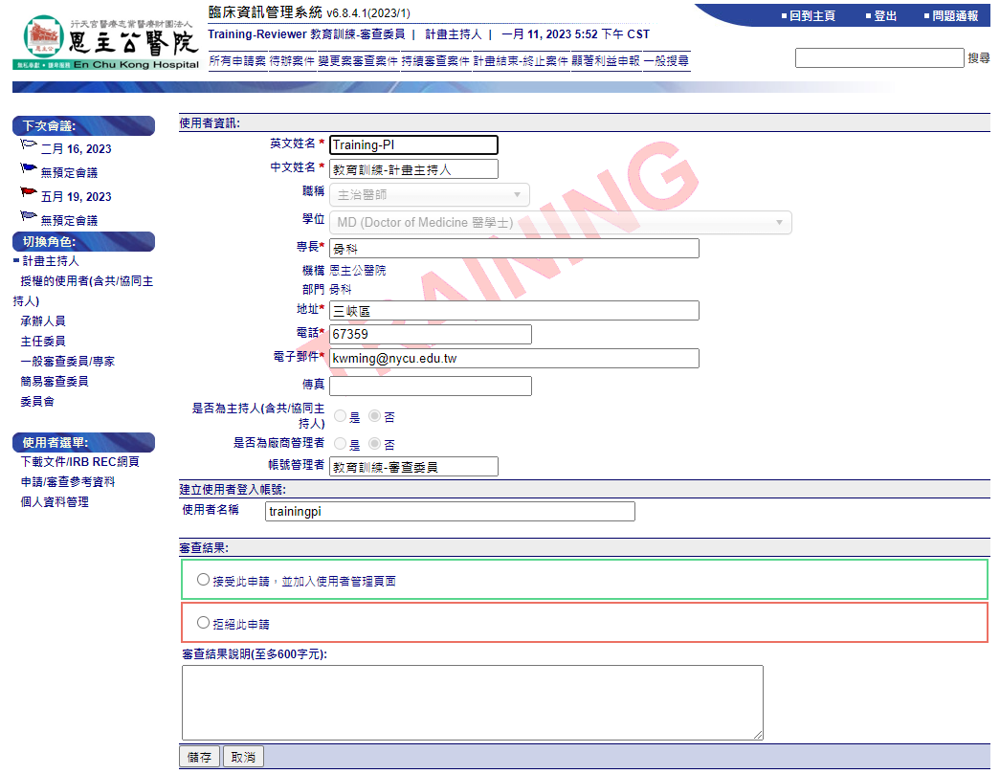 行天宮醫療志業醫療財團法人
恩主公醫院
En Chu Kong Hospital
臨床資訊管理系統 v6.8.4.1(2023/1)
Training-Reviewer 教育訓練-審查委員 | 計畫主持人 | 一月 11, 2023 5:52 下午 CST
所有申請案 待辦案件 變更案審查案件 持續審查案件 計畫結束-終止案件 顯著利益申報 一般搜尋
回到主頁 登出 問題通報
搜尋
下次會議:
二月 16, 2023
無預定會議
五月 19, 2023
無預定會議
切換角色:
計畫主持人
授權的使用者(含共/協同主
持人)
承辦人員
主任委員
一般審查委員/專家
簡易審查委員
委員會
使用者選單:
下載文件/IRB REC網頁
申請/審查參考資料
個人資料管理
使用者資訊:
英文姓名 * Training-PI
中文姓名 * 教育訓練-計畫主持人
職稱 主治醫師
學位 MD (Doctor of Medicine 醫學士)
專長* 骨科
機構 恩主公醫院
部門 骨科
地址* 三峽區
電話* 67359
電子郵件* kwming@nycu.edu.tw
傳真
是否為主持人(含共/協同主
持人) 是 否
是否為廠商管理者 是 否
帳號管理者 教育訓練-審查委員
TRAINING
建立使用者登入帳號:
使用者名稱 trainingpi
審查結果:
接受此申請，並加入使用者管理頁面
拒絕此申請
審查結果說明(至多600字元):
儲存 取消